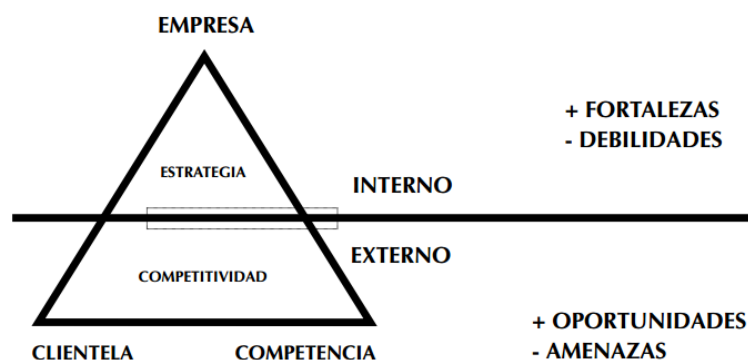 EMPRESA
+ FORTALEZAS
- DEBILIDADES
ESTRATEGIA
INTERNO
EXTERNO
COMPETITIVIDAD
+ OPORTUNIDADES
- AMENAZAS
CLIENTELA
COMPETENCIA